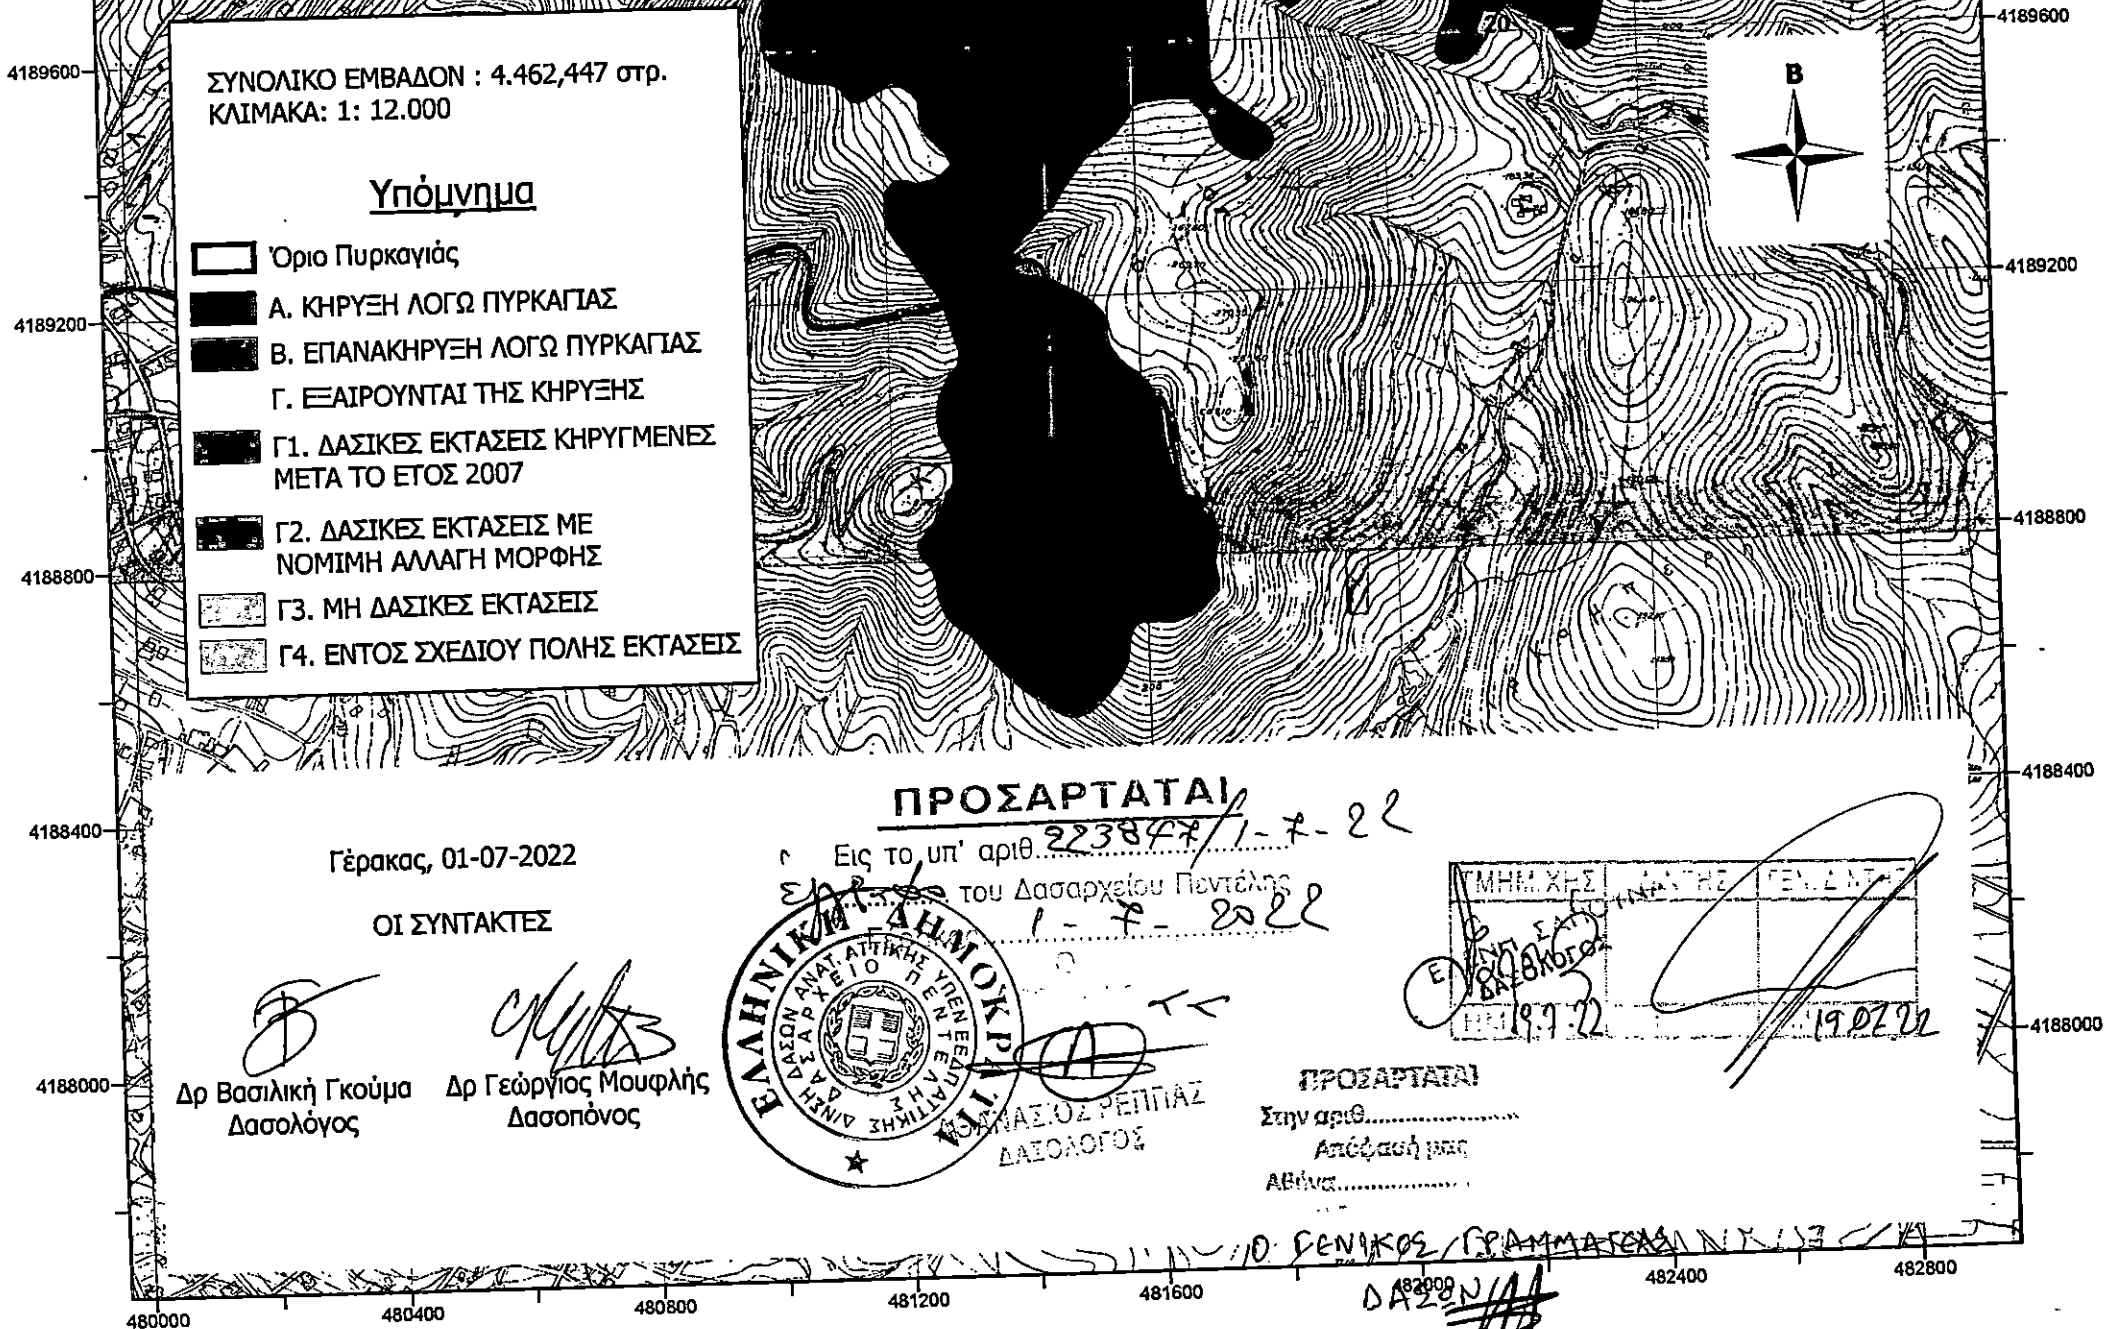 4189600
4189200
4188800
4188400
4188000
ΣΥΝΟΛΙΚΟ ΕΜΒΑΔΟΝ : 4.462,447 στρ.
ΚΛΙΜΑΚΑ: 1: 12.000
Υπόμνημα
Όριο Πυρκαγιάς
Α. ΚΗΡΥΞΗ ΛΟΓΩ ΠΥΡΚΑΓΙΑΣ
Β. ΕΠΑΝΑΚΗΡΥΞΗ ΛΟΓΩ ΠΥΡΚΑΓΙΑΣ
Γ. ΕΞΑΙΡΟΥΝΤΑΙ ΤΗΣ ΚΗΡΥΞΗΣ
Γ1. ΔΑΣΙΚΕΣ ΕΚΤΑΣΕΙΣ ΚΗΡΥΓΜΕΝΕΣ
ΜΕΤΑ ΤΟ ΕΤΟΣ 2007
Γ2. ΔΑΣΙΚΕΣ ΕΚΤΑΣΕΙΣ ΜΕ
ΝΟΜΙΜΗ ΑΛΛΑΓΗ ΜΟΡΦΗΣ
Γ3. ΜΗ ΔΑΣΙΚΕΣ ΕΚΤΑΣΕΙΣ
Γ4. ΕΝΤΟΣ ΣΧΕΔΙΟΥ ΠΟΛΗΣ ΕΚΤΑΣΕΙΣ
20
Β
4189600
4189200
4188800
4188400
4188000
Γέρακας, 01-07-2022
ΟΙ ΣΥΝΤΑΚΤΕΣ
Δρ Βασιλική Γκούμα
Δασολόγος
Δρ Γεώργιος Μουφλής
Δασοπόνος
ΠΡΟΣΑΡΤΑΤΑΙ
Εις το υπ' αριθ. 223847/1-7-22
του Δασαρχείου Πεντέλης
1-7-2022
Ο
ΕΛΛΗΝΙΚΗ ΔΗΜΟΚΡΑΤΙΑ
ΔΑΣΑΡΧΕΙΟ ΠΕΝΤΕΛΗΣ
ΑΘΑΝΑΣΙΟΣ ΡΕΠΠΑΣ
ΔΑΣΟΛΟΓΟΣ
ΤΜΗΜ.ΧΗΣ
ΔΑΣΟΛΟΓΟΣ
19.7.22
19 07 22
ΠΡΟΣΑΡΤΑΤΑΙ
Στην αριθ....................
Απόφασή μας
Αθήνα....................
Ο ΓΕΝΙΚΟΣ ΓΡΑΜΜΑΤΕΑΣ
ΔΑΣΩΝ
480000
480400
480800
481200
481600
482000
482400
482800